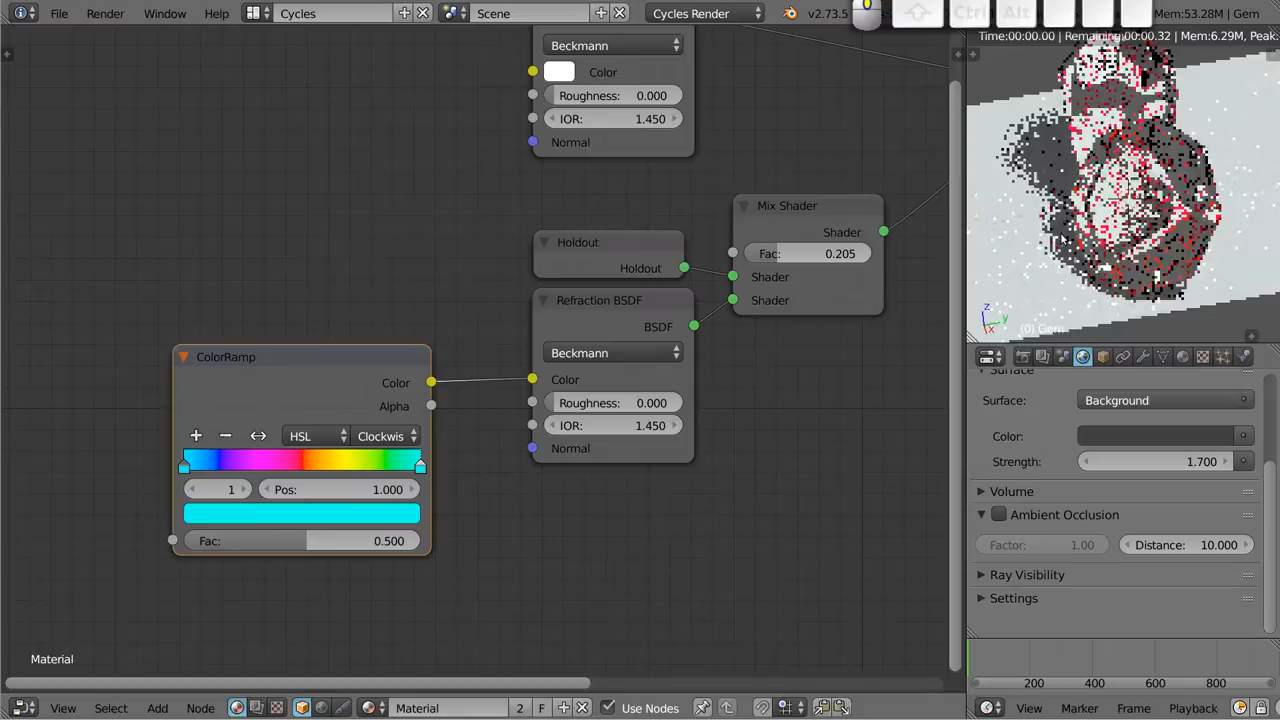 File Render Window Help Cycles Scene Cycles Render v2.73.5 Ctrl Alt Mem:53.28M | Gem
Time:00:00.00 | Remaining:00:00.32 | Mem:6.29M, Peak:
Beckmann
Color
Roughness: 0.000
IOR: 1.450
Normal
Mix Shader
Shader
Fac: 0.205
Shader
Shader
Holdout
Holdout
Refraction BSDF
BSDF
Beckmann
Color
Roughness: 0.000
IOR: 1.450
Normal
ColorRamp
Color
Alpha
HSL Clockwis
1 Pos: 1.000
Fac: 0.500
z y x
(0) Gem
Surface
Surface: Background
Color:
Strength: 1.700
Volume
Ambient Occlusion
Factor: 1.00 Distance: 10.000
Ray Visibility
Settings
Material
200 400 600 800
View Select Add Node Material 2 F Use Nodes
View Marker Frame Playback